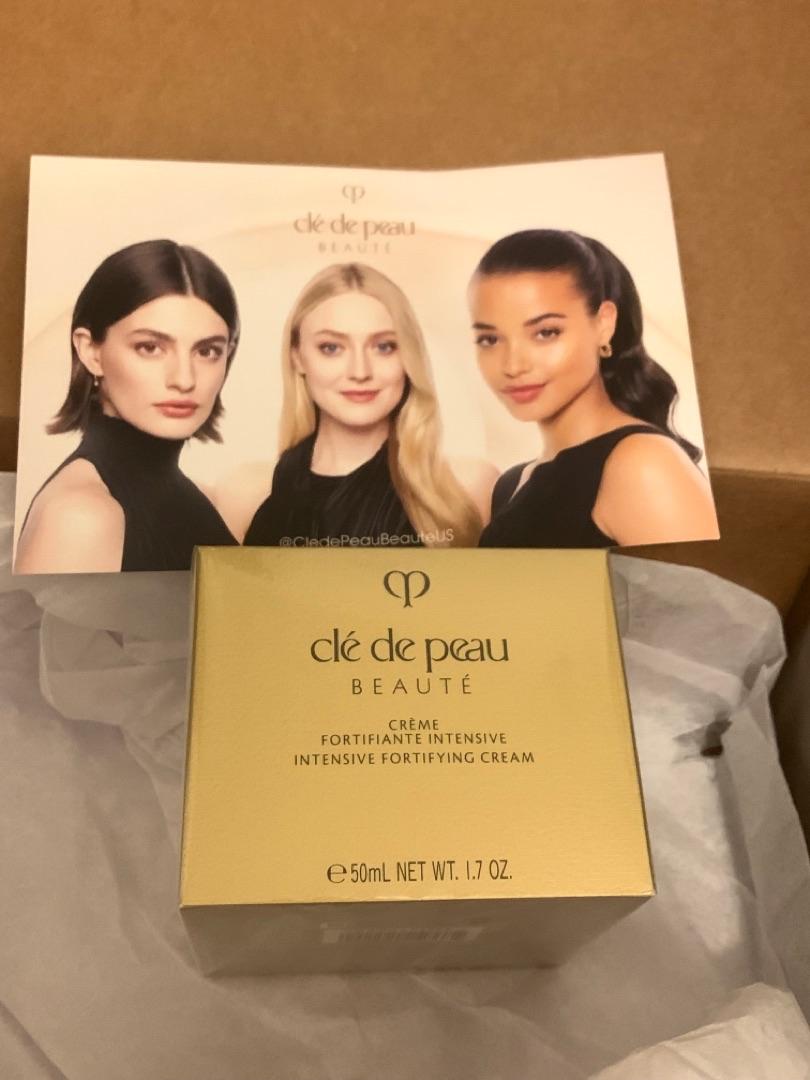 clé de peau
BEAUTÉ
@CledePeauBeauteUS
clé de peau
BEAUTÉ
CRÈME
FORTIFIANTE INTENSIVE
INTENSIVE FORTIFYING CREAM
℮50mL NET WT. 1.7 OZ.